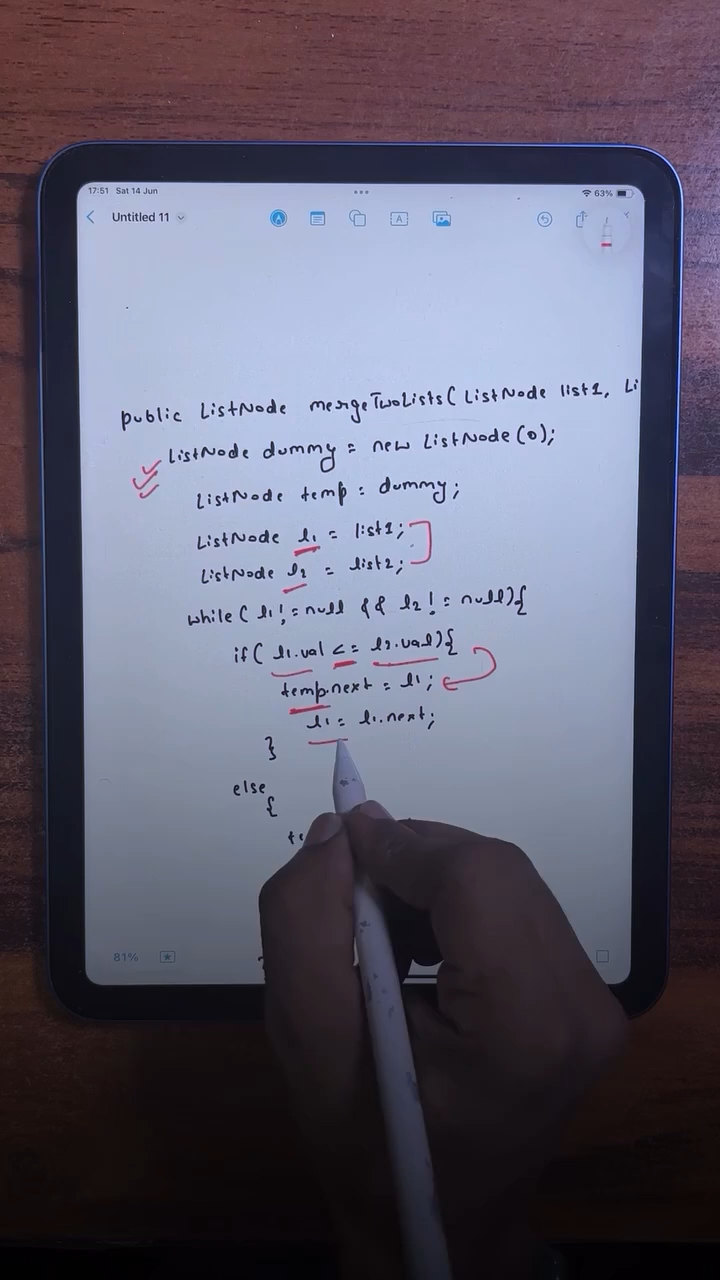 17:51 Sat 14 Jun 63%
Untitled 11
public ListNode mergeTwoLists( ListNode list1, Li
ListNode dummy = new ListNode(0);
ListNode temp = dummy;
ListNode l1 = list1;
ListNode l2 = list2;
while( l1 != null && l2 != null){
if( l1.val <= l2.val){
temp.next = l1;
l1 = l1.next;
}
else
{
te
81%